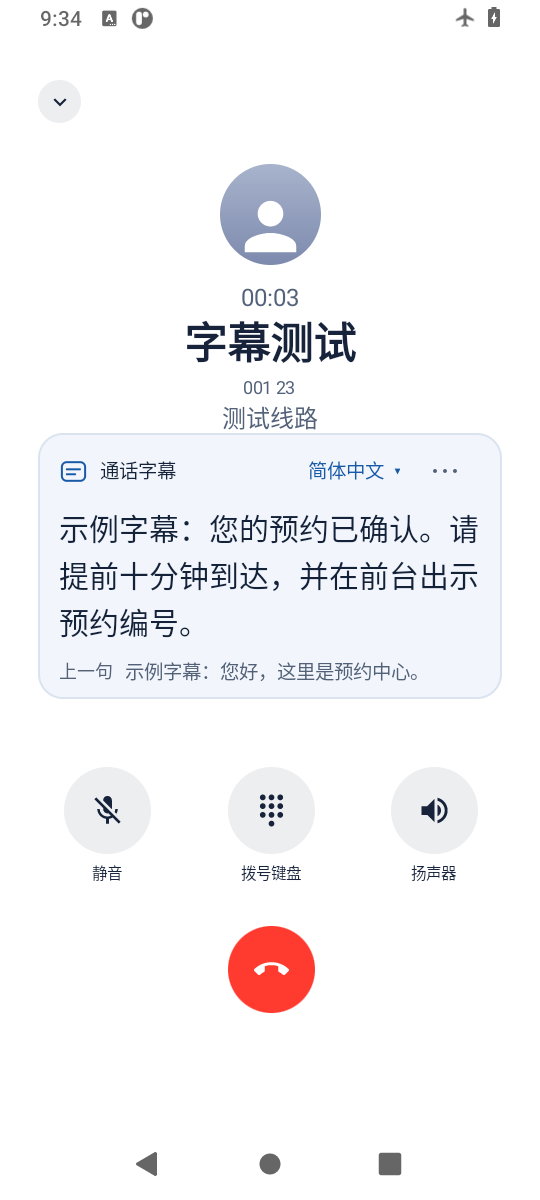 9:34
00:03
字幕测试
001 23
测试线路
通话字幕 简体中文
示例字幕：您的预约已确认。请
提前十分钟到达，并在前台出示
预约编号。
上一句 示例字幕：您好，这里是预约中心。
静音 拨号键盘 扬声器